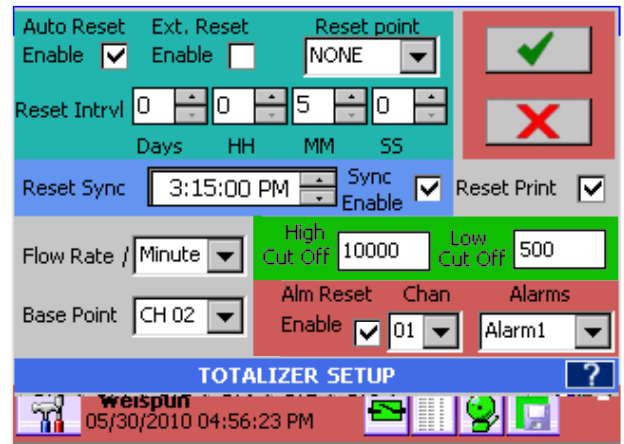 Auto Reset Ext. Reset Reset point
Enable Enable NONE
Reset Intrvl 0 0 5 0
Days HH MM SS
Reset Sync 3:15:00 PM Sync Enable Reset Print
Flow Rate / Minute High Cut Off 10000 Low Cut Off 500
Alm Reset Chan Alarms
Base Point CH 02 Enable 01 Alarm1
TOTALIZER SETUP ?
Weispun
05/30/2010 04:56:23 PM